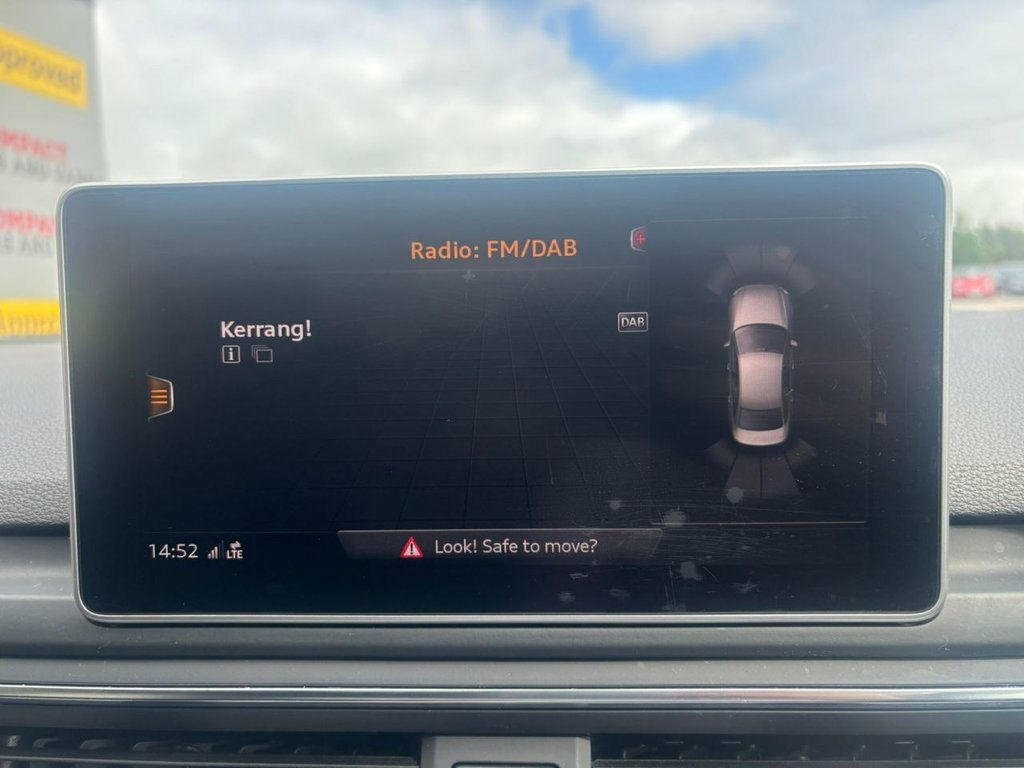 Radio: FM/DAB
Kerrang!
DAB
14:52 LTE
Look! Safe to move?